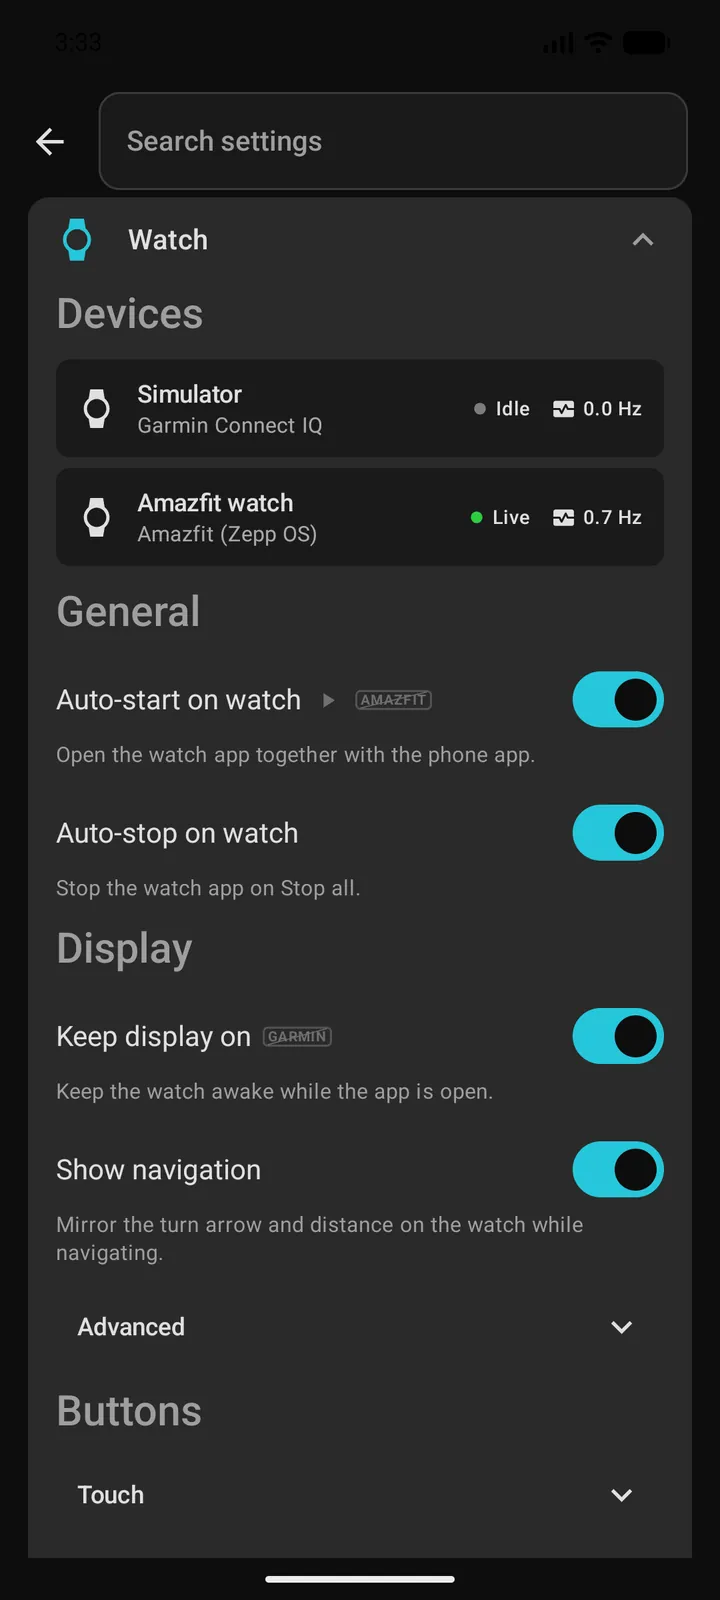 3:33
Search settings
Watch
Devices
Simulator
Garmin Connect IQ
Idle
0.0 Hz
Amazfit watch
Amazfit (Zepp OS)
Live
0.7 Hz
General
Auto-start on watch
AMAZFIT
Open the watch app together with the phone app.
Auto-stop on watch
Stop the watch app on Stop all.
Display
Keep display on
GARMIN
Keep the watch awake while the app is open.
Show navigation
Mirror the turn arrow and distance on the watch while
navigating.
Advanced
Buttons
Touch